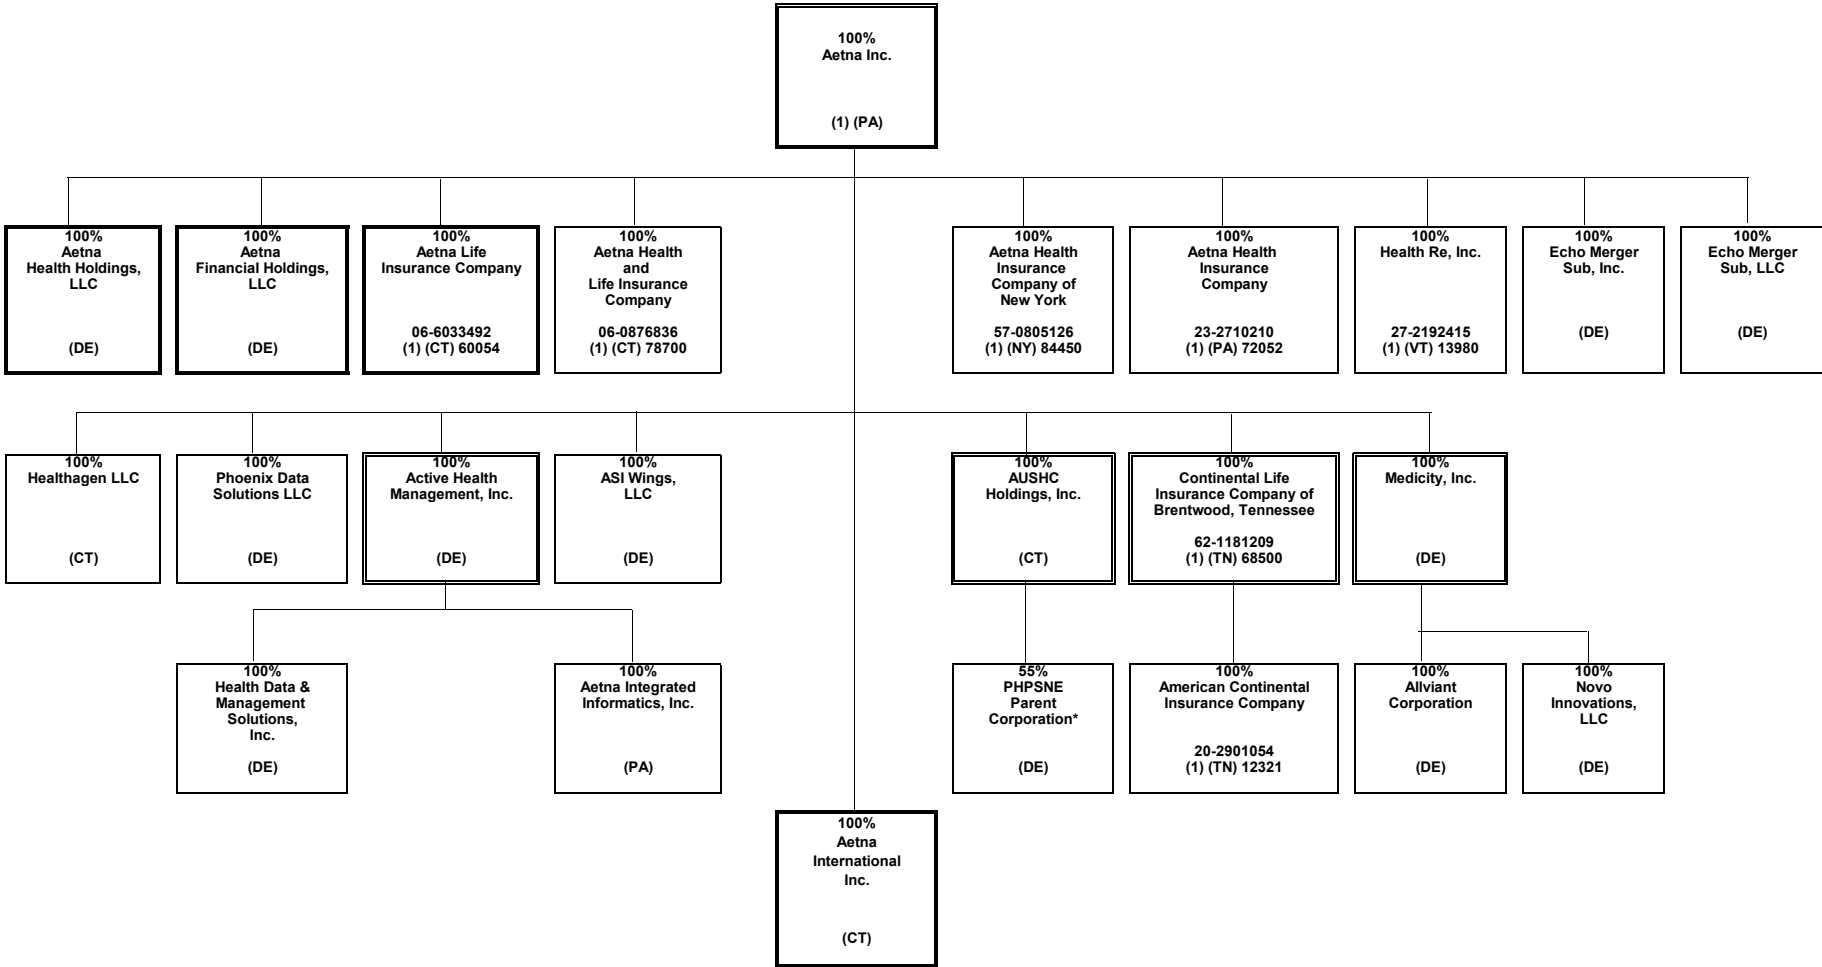 100%
Aetna Inc.
(1) (PA)
100%
Aetna
Health Holdings,
LLC
(DE)
100%
Aetna
Financial Holdings,
LLC
(DE)
100%
Aetna Life
Insurance Company
06-6033492
(1) (CT) 60054
100%
Aetna Health
and
Life Insurance
Company
06-0876836
(1) (CT) 78700
100%
Aetna Health
Insurance
Company of
New York
57-0805126
(1) (NY) 84450
100%
Aetna Health
Insurance
Company
23-2710210
(1) (PA) 72052
100%
Health Re, Inc.
27-2192415
(1) (VT) 13980
100%
Echo Merger
Sub, Inc.
(DE)
100%
Echo Merger
Sub, LLC
(DE)
100%
Healthagen LLC
(CT)
100%
Phoenix Data
Solutions LLC
(DE)
100%
Active Health
Management, Inc.
(DE)
100%
ASI Wings,
LLC
(DE)
100%
AUSHC
Holdings, Inc.
(CT)
100%
Continental Life
Insurance Company of
Brentwood, Tennessee
62-1181209
(1) (TN) 68500
100%
Medicity, Inc.
(DE)
100%
Health Data &
Management
Solutions,
Inc.
(DE)
100%
Aetna Integrated
Informatics, Inc.
(PA)
55%
PHPSNE
Parent
Corporation*
(DE)
100%
American Continental
Insurance Company
20-2901054
(1) (TN) 12321
100%
Allviant
Corporation
(DE)
100%
Novo
Innovations,
LLC
(DE)
100%
Aetna
International
Inc.
(CT)